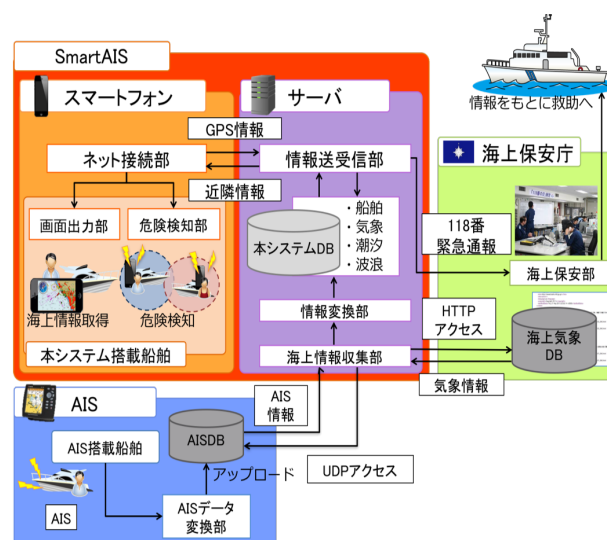 SmartAIS
スマートフォン
サーバ
GPS情報
ネット接続部
情報送受信部
近隣情報
画面出力部
危険検知部
海上情報取得
危険検知
本システム搭載船舶
本システムDB
・船舶
・気象
・潮汐
・波浪
情報変換部
海上情報収集部
情報をもとに救助へ
海上保安庁
118番
緊急通報
海上保安部
HTTP
アクセス
海上気象
DB
気象情報
AIS
AIS
情報
AISDB
AIS搭載船舶
アップロード
UDPアクセス
AIS
AISデータ
変換部